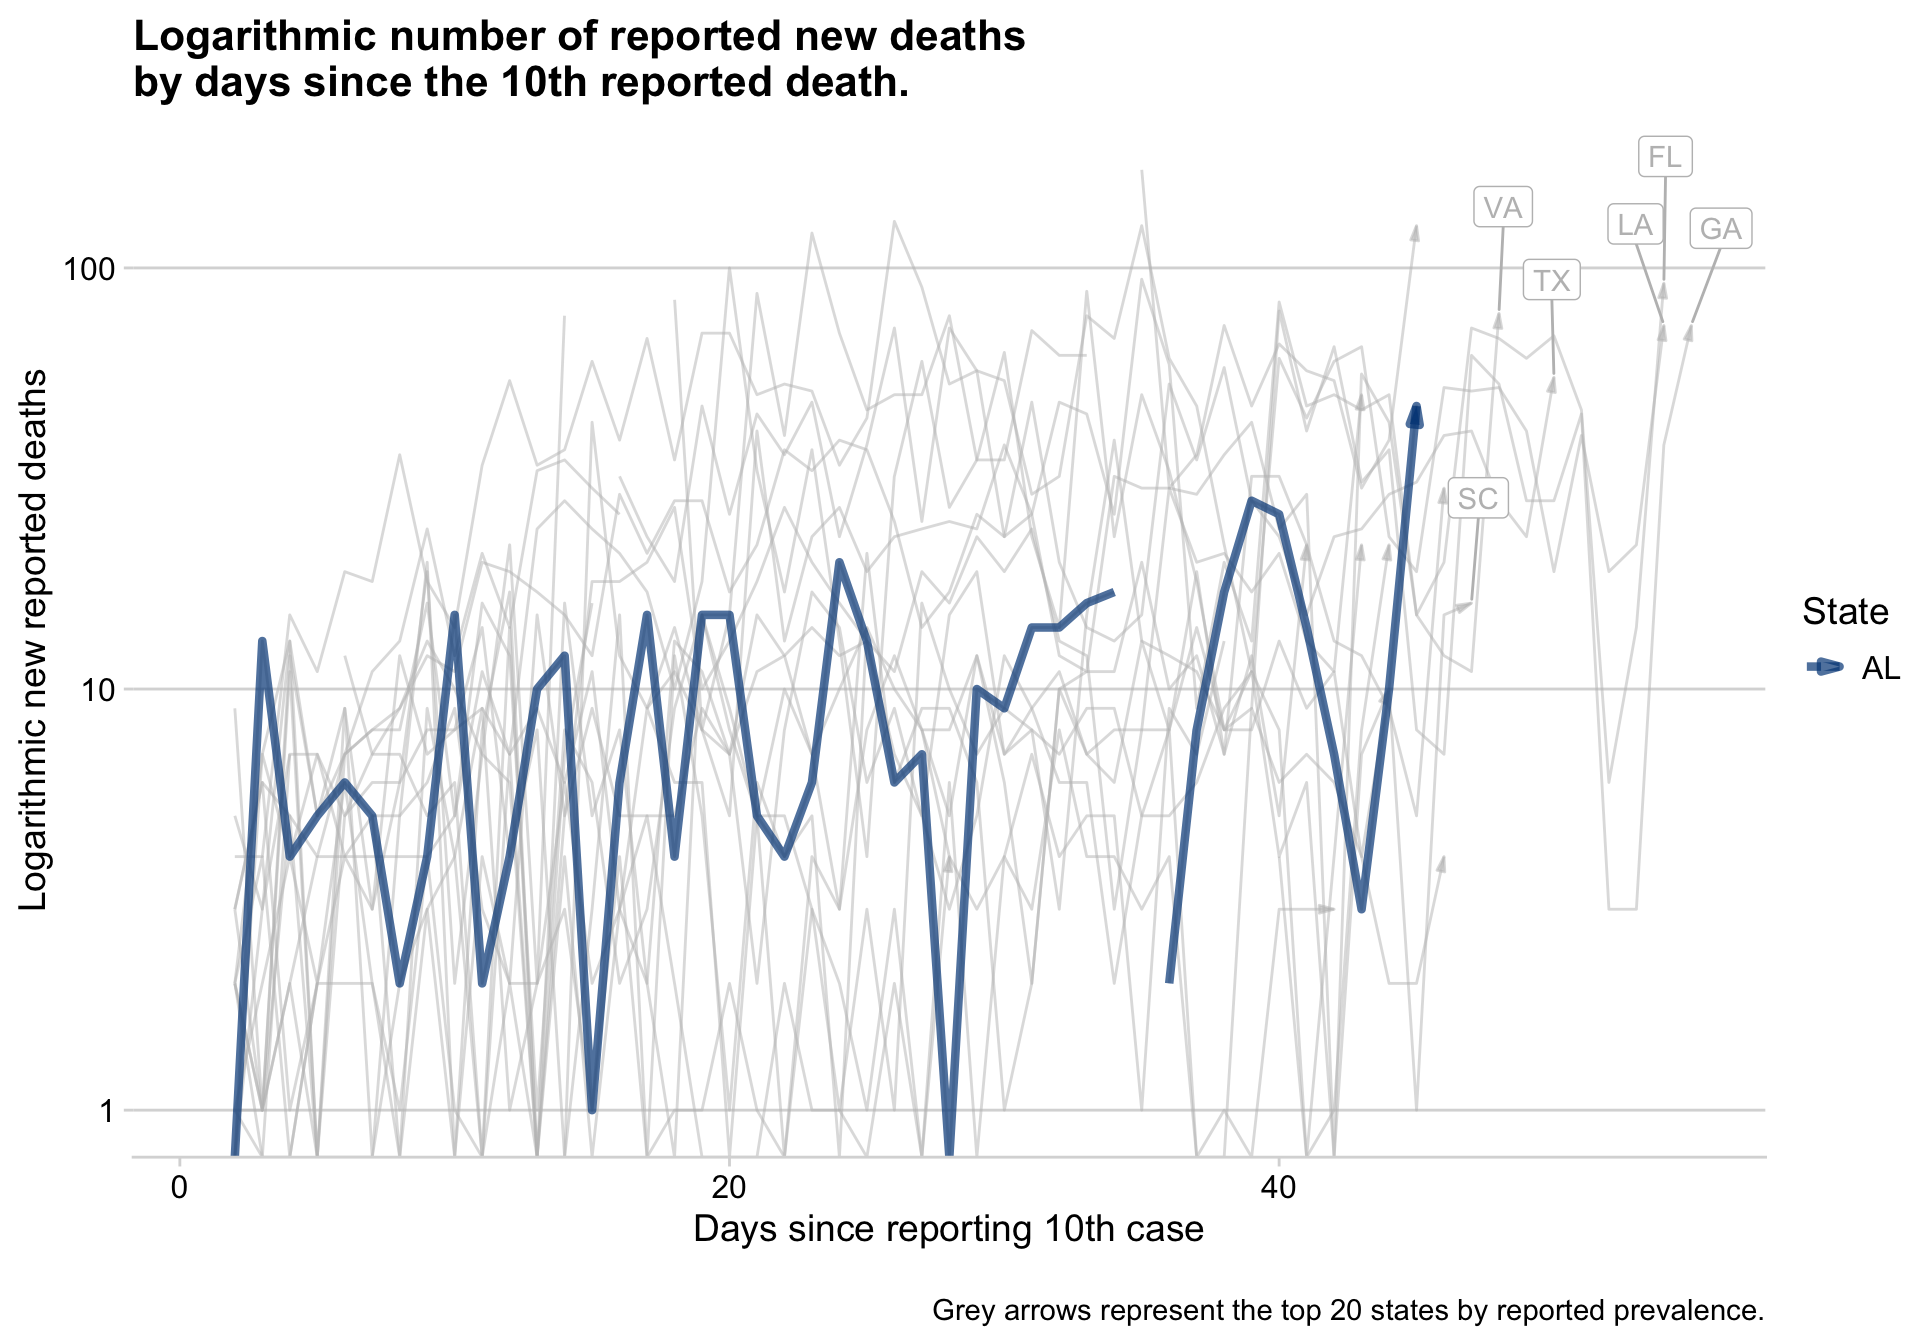 Logarithmic number of reported new deaths
by days since the 10th reported death.
FL
VA
LA
GA
TX
SC
100
10
1
Logarithmic new reported deaths
0
20
40
Days since reporting 10th case
State
AL
Grey arrows represent the top 20 states by reported prevalence.